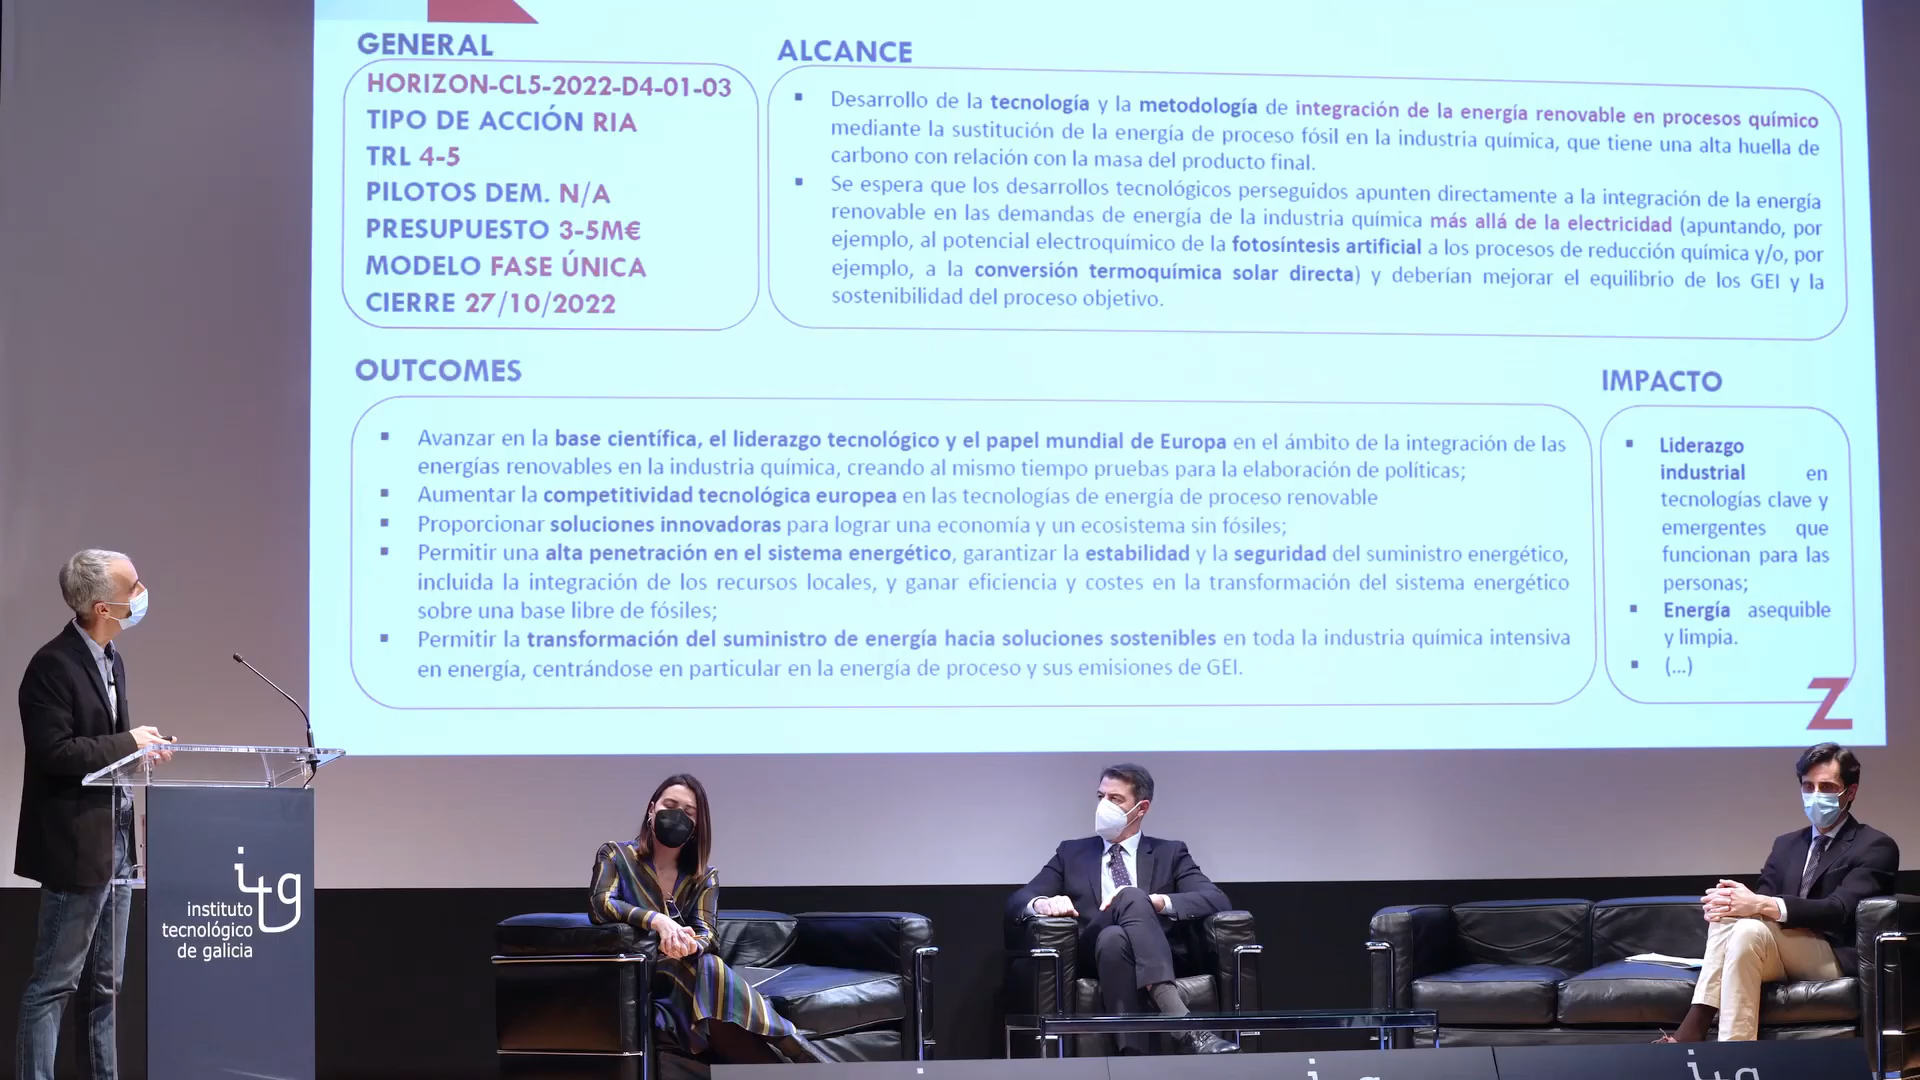 GENERAL
HORIZON-CL5-2022-D4-01-03
TIPO DE ACCIÓN RIA
TRL 4-5
PILOTOS DEM. N/A
PRESUPUESTO 3-5M€
MODELO FASE ÚNICA
CIERRE 27/10/2022
ALCANCE
▪ Desarrollo de la tecnología y la metodología de integración de la energía renovable en procesos químico
mediante la sustitución de la energía de proceso fósil en la industria química, que tiene una alta huella de
carbono con relación con la masa del producto final.
▪ Se espera que los desarrollos tecnológicos perseguidos apunten directamente a la integración de la energía
renovable en las demandas de energía de la industria química más allá de la electricidad (apuntando, por
ejemplo, al potencial electroquímico de la fotosíntesis artificial a los procesos de reducción química y/o, por
ejemplo, a la conversión termoquímica solar directa) y deberían mejorar el equilibrio de los GEI y la
sostenibilidad del proceso objetivo.
OUTCOMES
▪ Avanzar en la base científica, el liderazgo tecnológico y el papel mundial de Europa en el ámbito de la integración de las
energías renovables en la industria química, creando al mismo tiempo pruebas para la elaboración de políticas;
▪ Aumentar la competitividad tecnológica europea en las tecnologías de energía de proceso renovable
▪ Proporcionar soluciones innovadoras para lograr una economía y un ecosistema sin fósiles;
▪ Permitir una alta penetración en el sistema energético, garantizar la estabilidad y la seguridad del suministro energético,
incluida la integración de los recursos locales, y ganar eficiencia y costes en la transformación del sistema energético
sobre una base libre de fósiles;
▪ Permitir la transformación del suministro de energía hacia soluciones sostenibles en toda la industria química intensiva
en energía, centrándose en particular en la energía de proceso y sus emisiones de GEI.
IMPACTO
▪ Liderazgo
industrial en
tecnologías clave y
emergentes que
funcionan para las
personas;
▪ Energía asequible
y limpia.
▪ (...)
Z
itg
instituto
tecnológico
de galicia
itg
itg